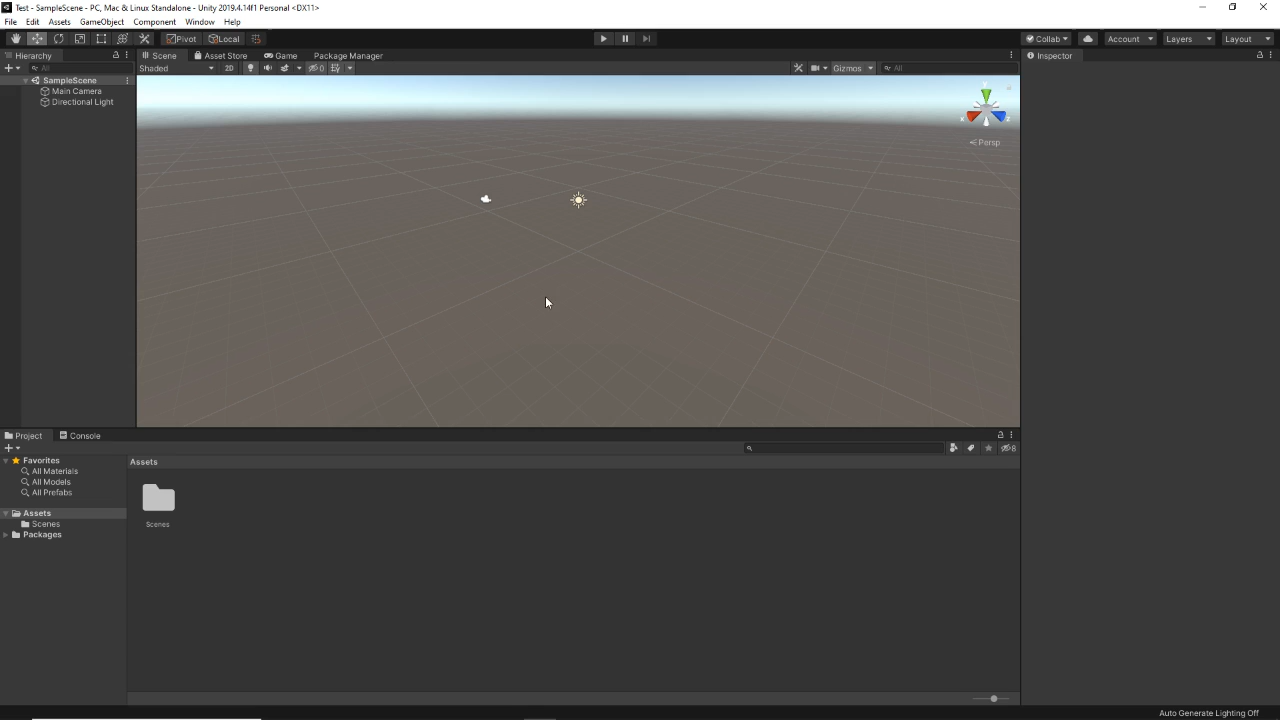 Test - SampleScene - PC, Mac & Linux Standalone - Unity 2019.4.14f1 Personal <DX11>
File Edit Assets GameObject Component Window Help
Pivot Local Collab Account Layers Layout
Hierarchy Scene Asset Store Game Package Manager Inspector
All Shaded 2D 0 Gizmos All
SampleScene
Main Camera
Directional Light
y
x z
Persp
Project Console
8
Favorites Assets
All Materials
All Models
All Prefabs
Assets
Scenes Scenes
Packages
Auto Generate Lighting Off